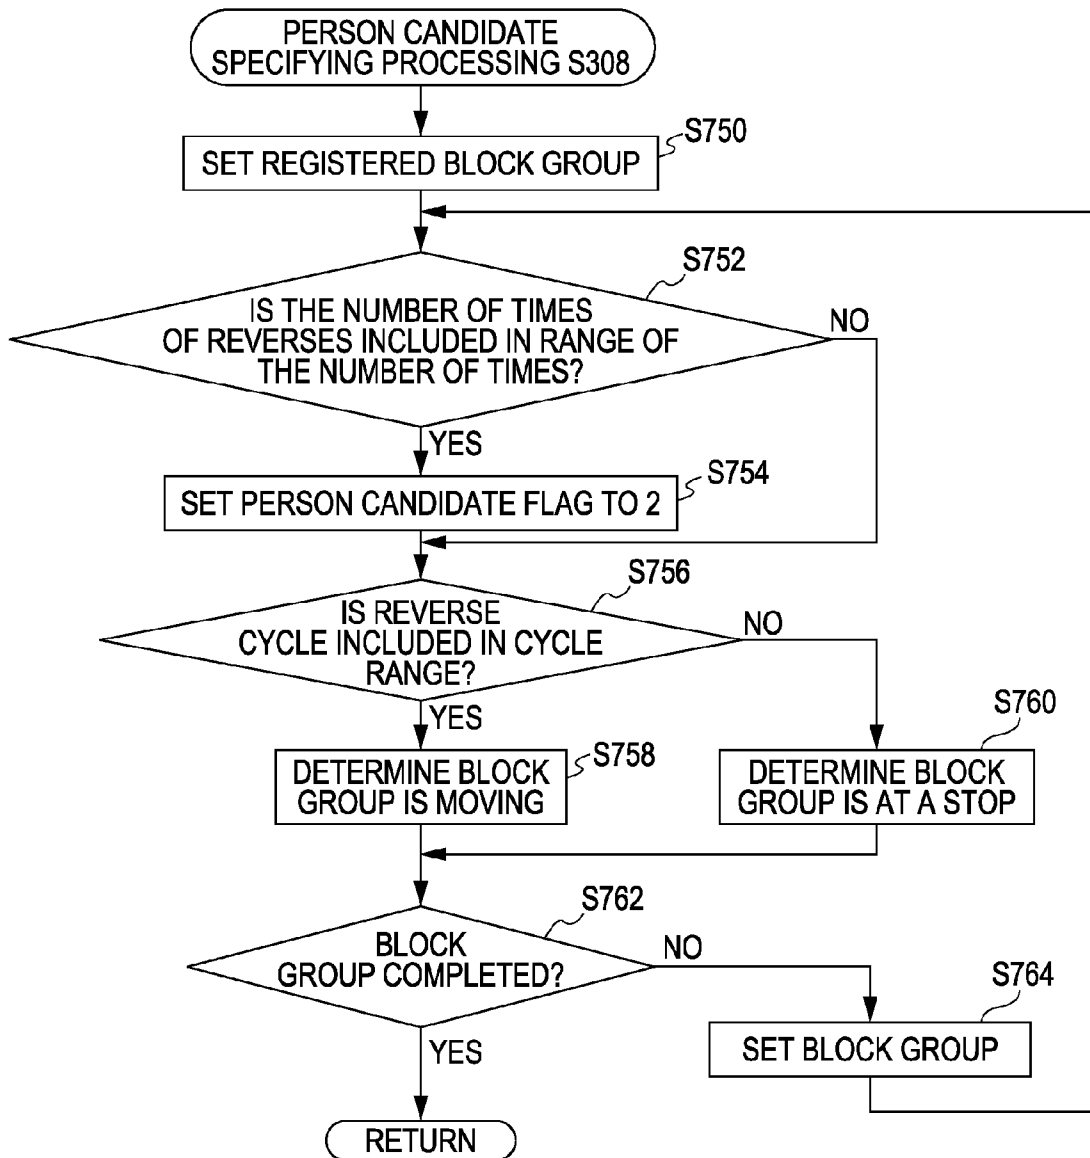 PERSON CANDIDATE
SPECIFYING PROCESSING S308
S750
SET REGISTERED BLOCK GROUP
S752
IS THE NUMBER OF TIMES
OF REVERSES INCLUDED IN RANGE OF
THE NUMBER OF TIMES?
NO
YES
S754
SET PERSON CANDIDATE FLAG TO 2
S756
IS REVERSE
CYCLE INCLUDED IN CYCLE
RANGE?
NO
YES
S758
DETERMINE BLOCK
GROUP IS MOVING
S760
DETERMINE BLOCK
GROUP IS AT A STOP
S762
BLOCK
GROUP COMPLETED?
NO
S764
SET BLOCK GROUP
YES
RETURN